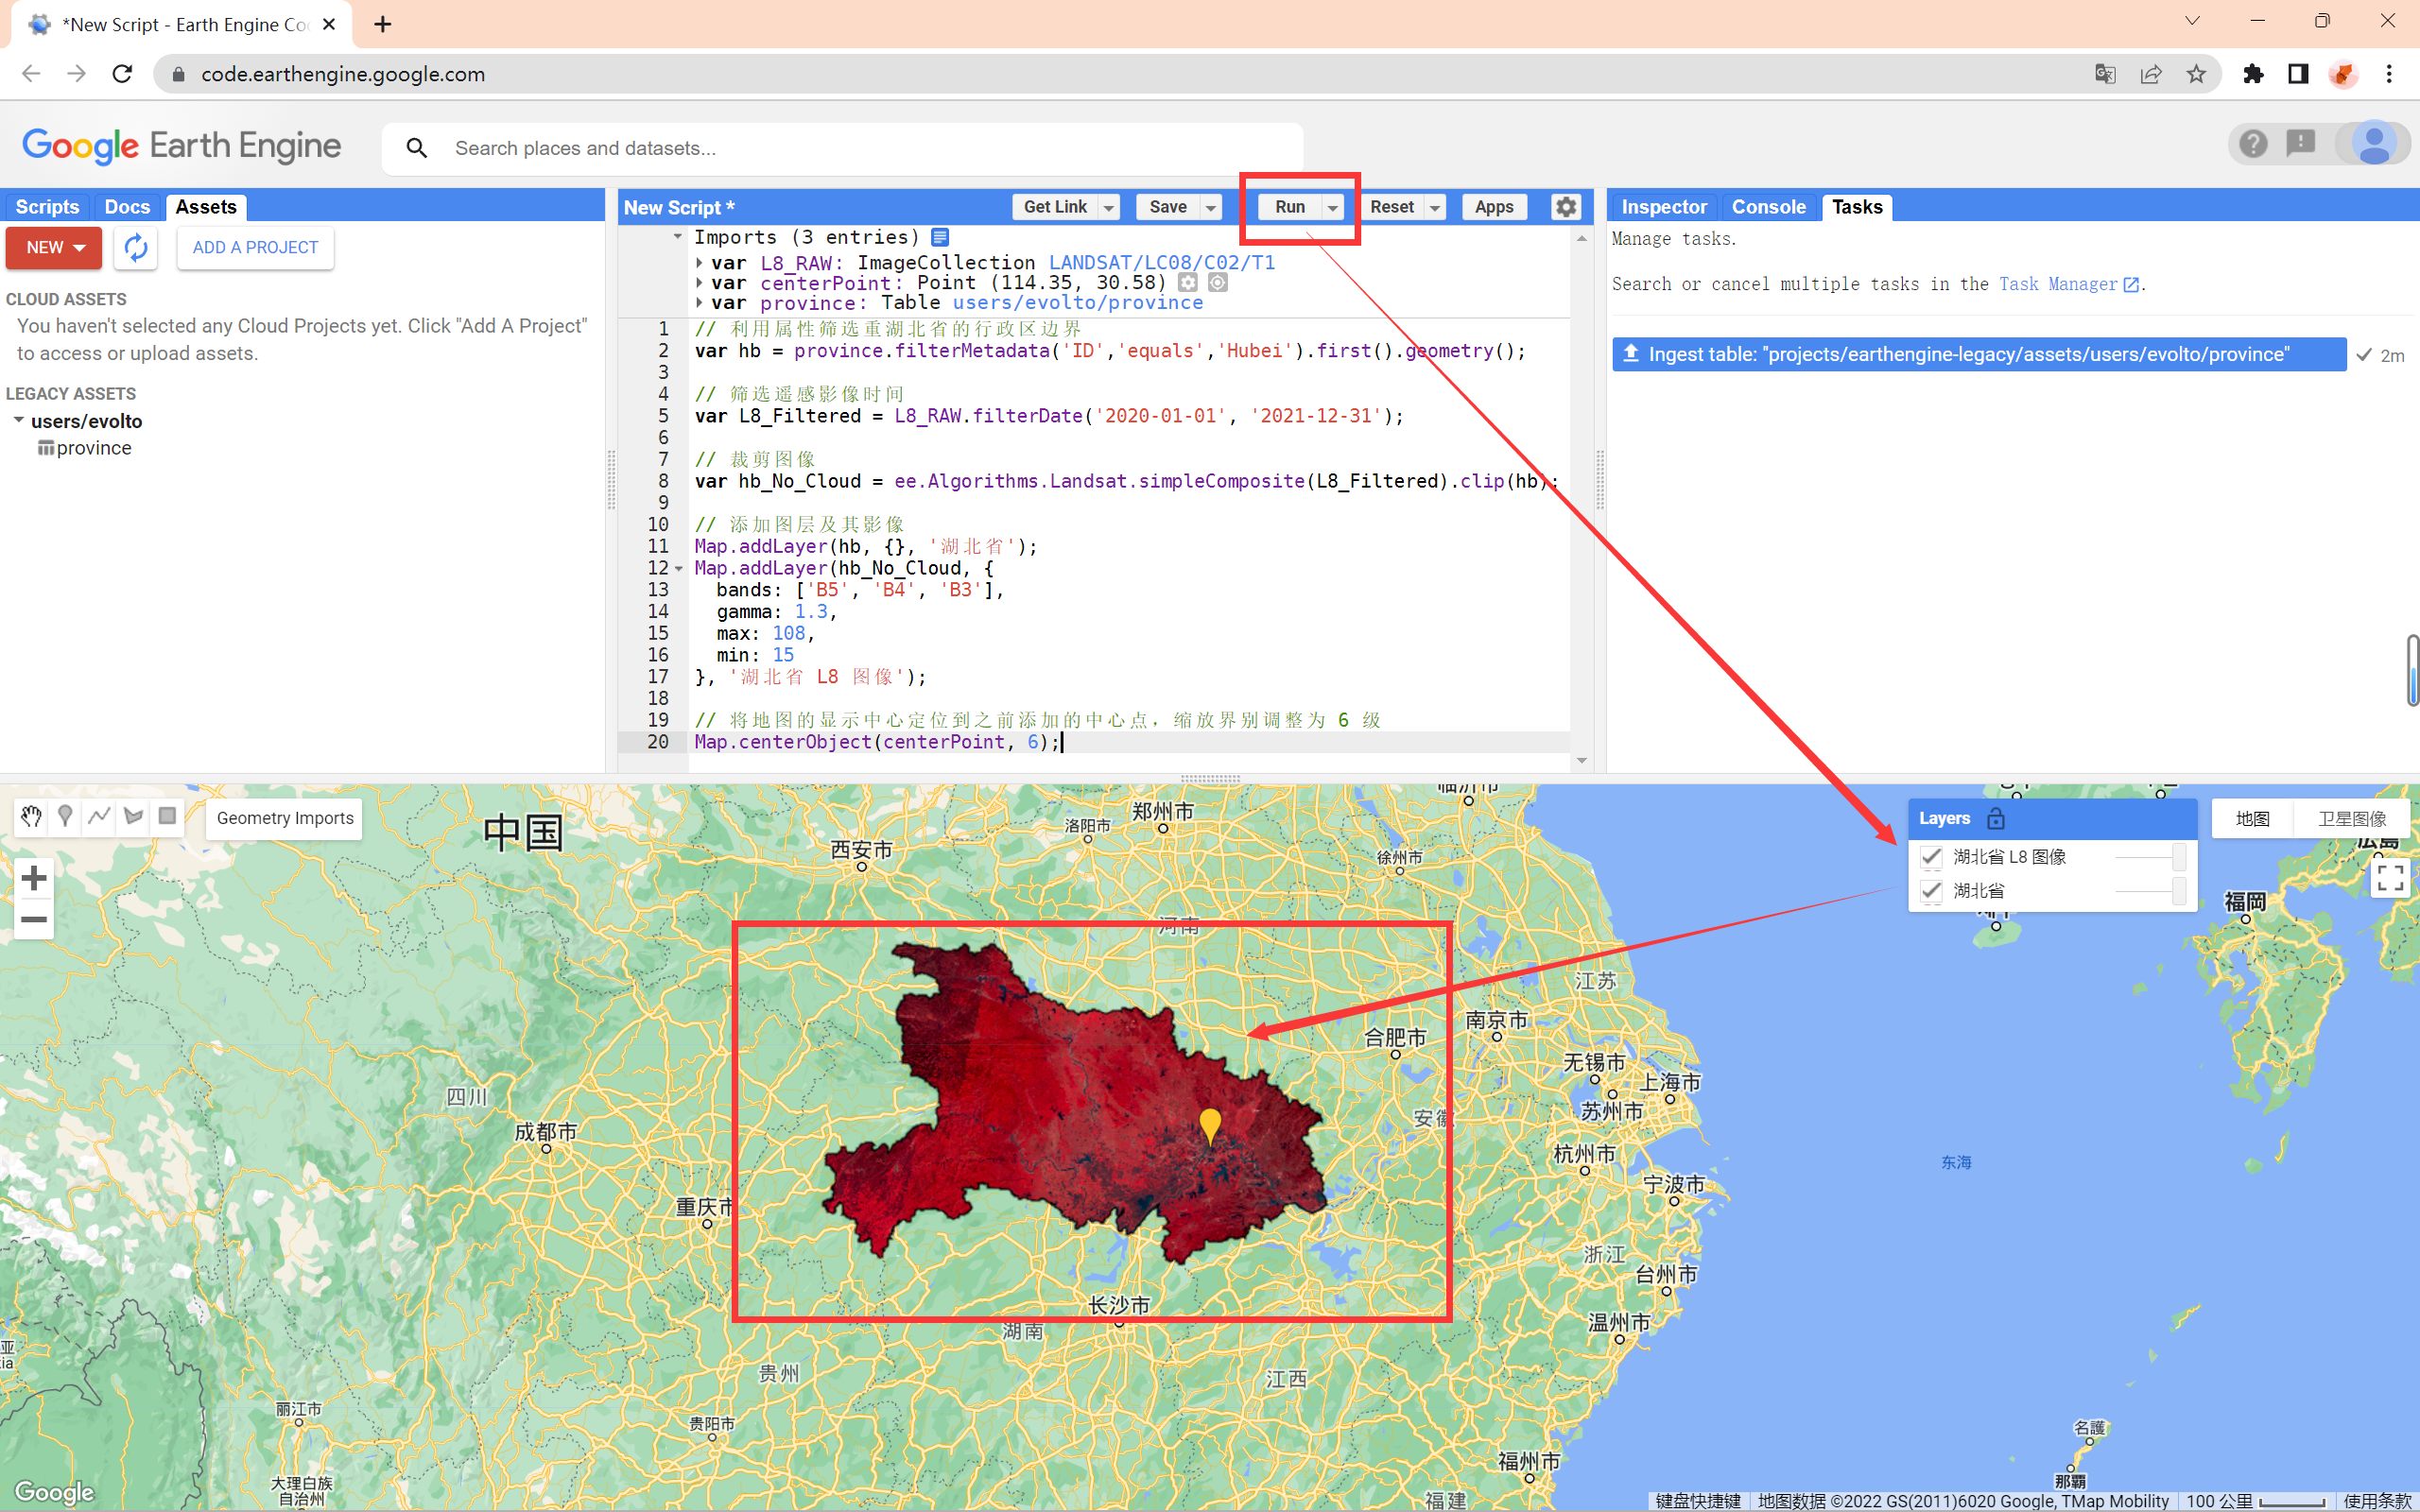 *New Script - Earth Engine Co
code.earthengine.google.com
Google Earth Engine
Search places and datasets...
Scripts Docs Assets
NEW
ADD A PROJECT
CLOUD ASSETS
You haven't selected any Cloud Projects yet. Click "Add A Project"
to access or upload assets.
LEGACY ASSETS
users/evolto
province
New Script *
Get Link Save Run Reset Apps
Imports (3 entries)
var L8_RAW: ImageCollection LANDSAT/LC08/C02/T1
var centerPoint: Point (114.35, 30.58)
var province: Table users/evolto/province
1 // 利用属性筛选重湖北省的行政区边界
2 var hb = province.filterMetadata('ID','equals','Hubei').first().geometry();
3
4 // 筛选遥感影像时间
5 var L8_Filtered = L8_RAW.filterDate('2020-01-01', '2021-12-31');
6
7 // 裁剪图像
8 var hb_No_Cloud = ee.Algorithms.Landsat.simpleComposite(L8_Filtered).clip(hb);
9
10 // 添加图层及其影像
11 Map.addLayer(hb, {}, '湖北省');
12 Map.addLayer(hb_No_Cloud, {
13 bands: ['B5', 'B4', 'B3'],
14 gamma: 1.3,
15 max: 108,
16 min: 15
17 }, '湖北省 L8 图像');
18
19 // 将地图的显示中心定位到之前添加的中心点，缩放界别调整为 6 级
20 Map.centerObject(centerPoint, 6);
Inspector Console Tasks
Manage tasks.
Search or cancel multiple tasks in the Task Manager.
Ingest table: "projects/earthengine-legacy/assets/users/evolto/province"
2m
Geometry Imports
Layers
湖北省 L8 图像
湖北省
地图
卫星图像
中国
临沂市
郑州市
洛阳市
西安市
徐州市
河南
江苏
福岡
広島
南京市
合肥市
无锡市
上海市
苏州市
安徽
四川
成都市
杭州市
东海
宁波市
重庆市
浙江
台州市
长沙市
湖南
温州市
贵州
江西
丽江市
贵阳市
名護
福州市
那覇
大理白族
自治州
福建
亚
ia
Google
键盘快捷键 地图数据 ©2022 GS(2011)6020 Google, TMap Mobility 100 公里 使用条款